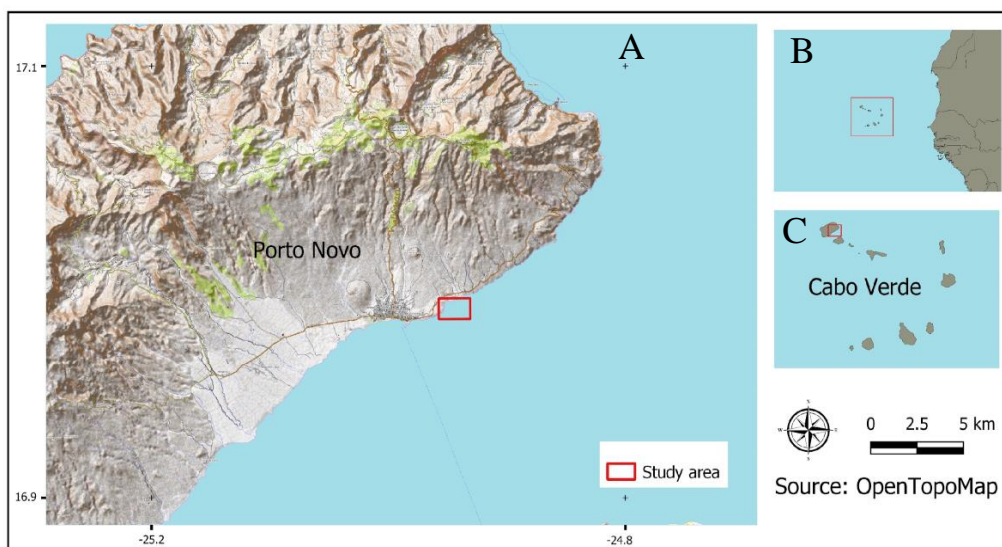 A
17.1
Porto Novo
Study area
16.9
-25.2
-24.8
B
C
Cabo Verde
N
W
E
S
0 2.5 5 km
Source: OpenTopoMap